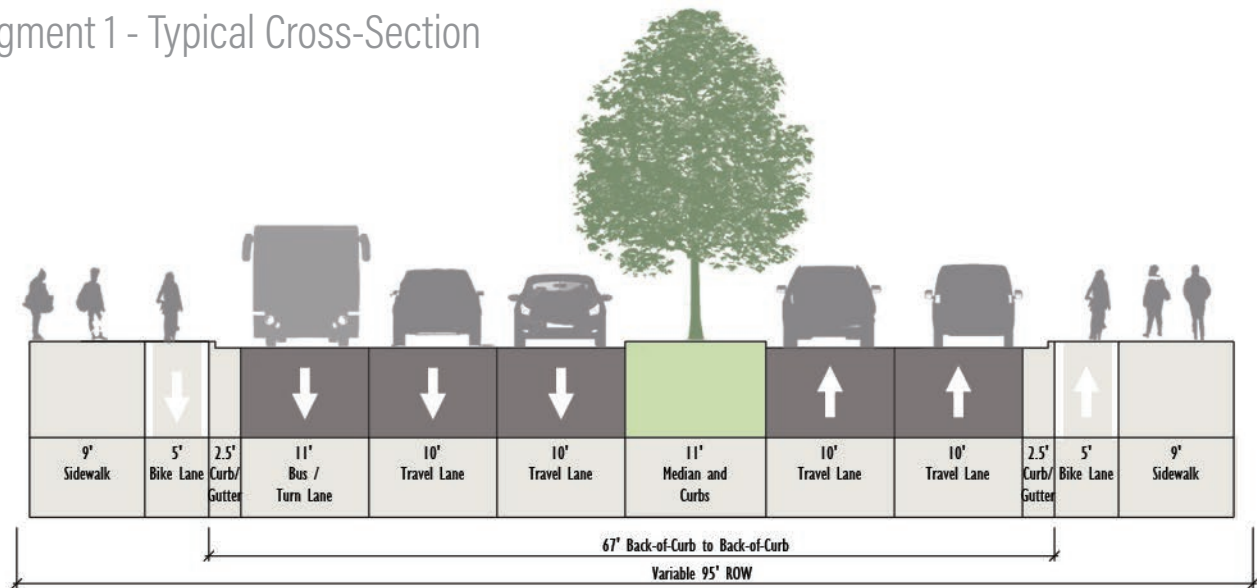 gment 1 - Typical Cross-Section
9'
Sidewalk
5'
Bike Lane
2.5'
Curb/
Gutter
11'
Bus /
Turn Lane
10'
Travel Lane
10'
Travel Lane
11'
Median and
Curbs
10'
Travel Lane
10'
Travel Lane
2.5'
Curb/
Gutter
5'
Bike Lane
9'
Sidewalk
67' Back-of-Curb to Back-of-Curb
Variable 95' ROW